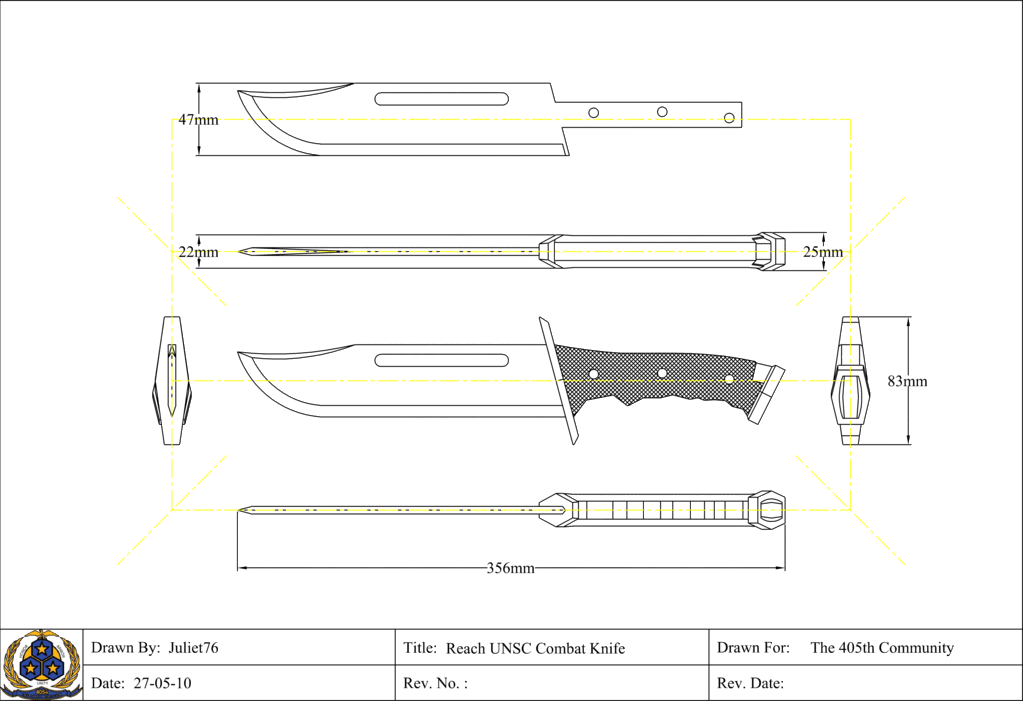 47mm
22mm
25mm
83mm
356mm
Drawn By: Juliet76
Title: Reach UNSC Combat Knife
Drawn For: The 405th Community
Date: 27-05-10
Rev. No. :
Rev. Date:
405th